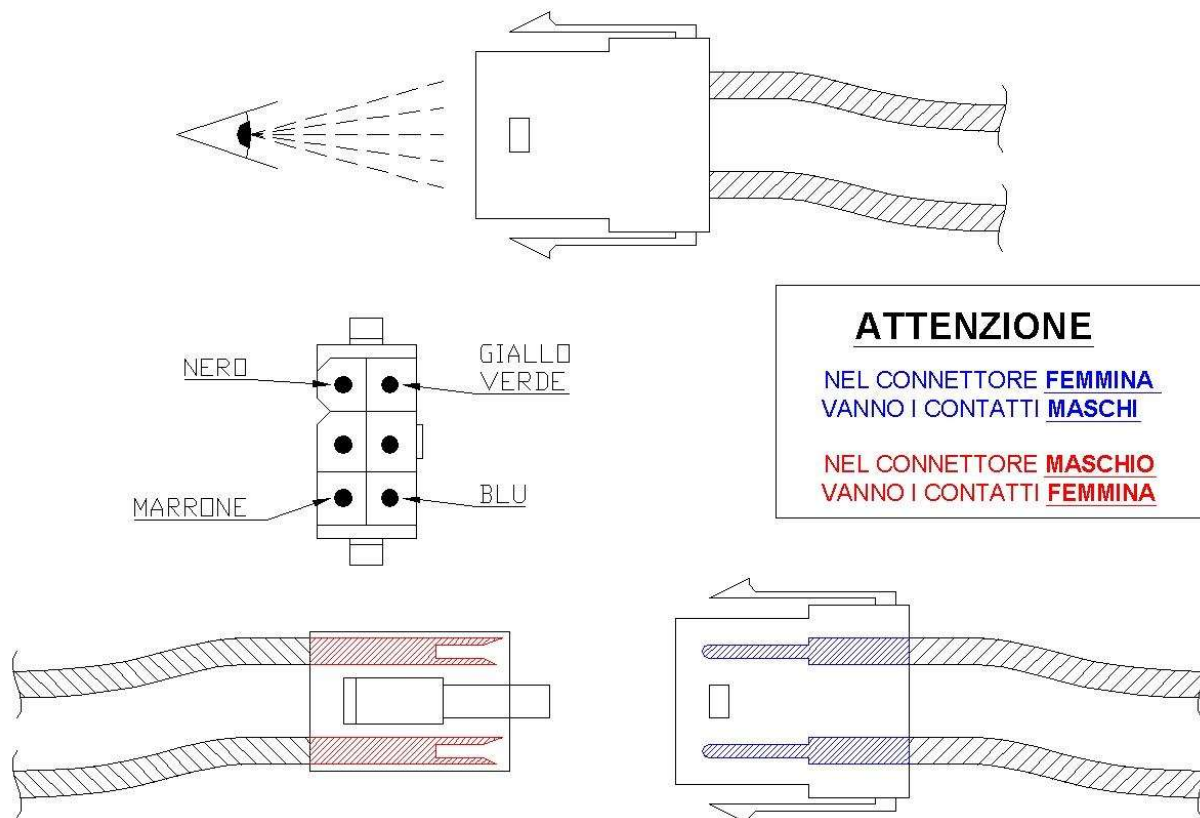 NERO
GIALLO
VERDE
MARRONE
BLU
ATTENZIONE
NEL CONNETTORE FEMMINA
VANNO I CONTATTI MASCHI
NEL CONNETTORE MASCHIO
VANNO I CONTATTI FEMMINA